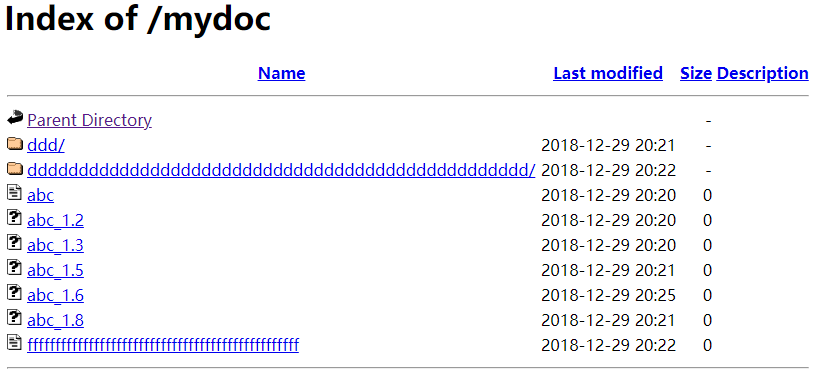 Index of /mydoc
Name Last modified Size Description
Parent Directory -
ddd/ 2018-12-29 20:21 -
dddddddddddddddddddddddddddddddddddddddddddddddddd/ 2018-12-29 20:22 -
abc 2018-12-29 20:20 0
abc_1.2 2018-12-29 20:20 0
abc_1.3 2018-12-29 20:20 0
abc_1.5 2018-12-29 20:21 0
abc_1.6 2018-12-29 20:25 0
abc_1.8 2018-12-29 20:21 0
ffffffffffffffffffffffffffffffffffffffffffffffffff 2018-12-29 20:22 0